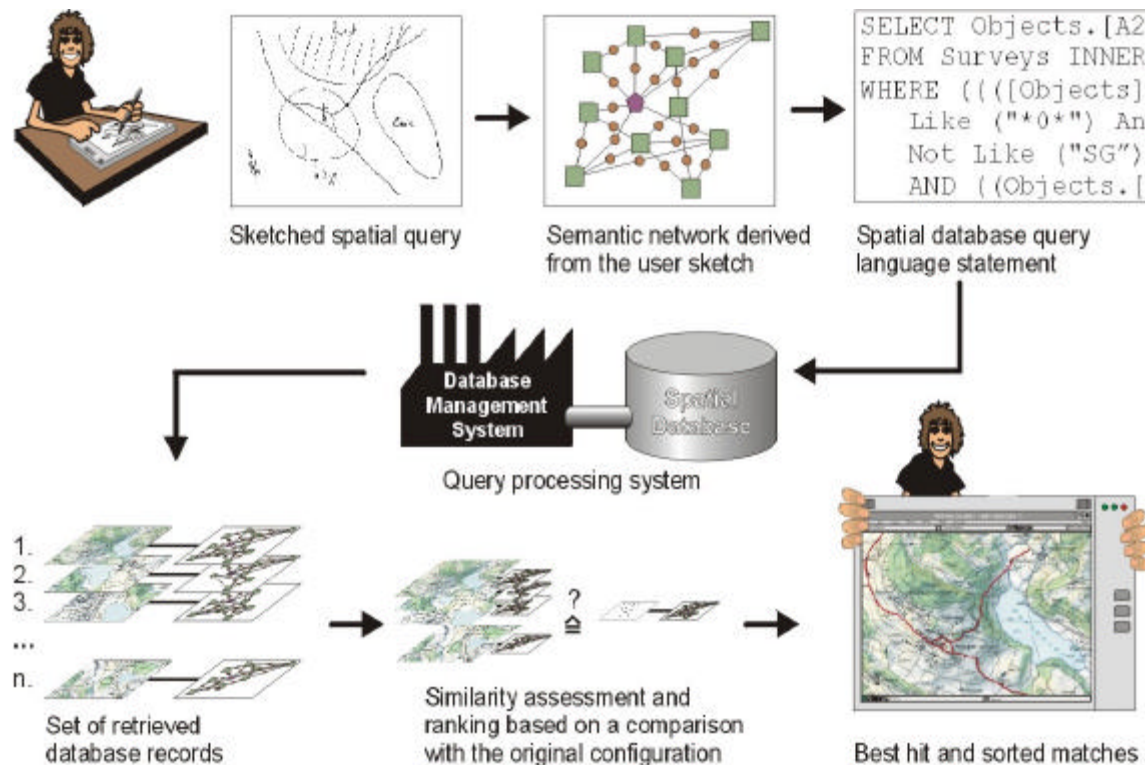 SELECT Objects.[A2
FROM Surveys INNER
WHERE (((([Objects]
Like ("*0*") An
Not Like ("SG")
AND ((Objects.[
Sketched spatial query
Semantic network derived
from the user sketch
Spatial database query
language statement
Database
Management
System
Spatial
Database
Query processing system
1.
2.
3.
...
n.
?
≙
Set of retrieved
database records
Similarity assessment and
ranking based on a comparison
with the original configuration
Best hit and sorted matches